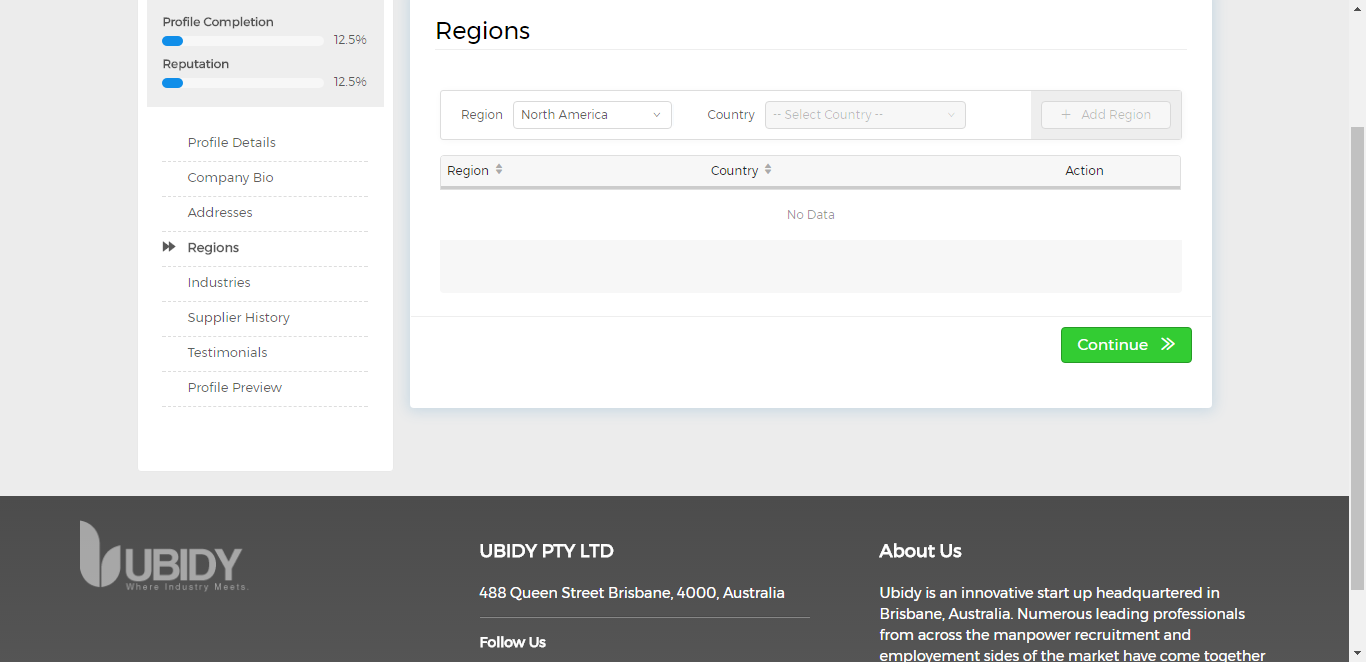 Profile Completion
12.5%
Reputation
12.5%
Profile Details
Company Bio
Addresses
Regions
Industries
Supplier History
Testimonials
Profile Preview
Regions
Region North America Country -- Select Country -- + Add Region
Region Country Action
No Data
Continue
UBIDY
Where Industry Meets.
UBIDY PTY LTD
488 Queen Street Brisbane, 4000, Australia
Follow Us
About Us
Ubidy is an innovative start up headquartered in
Brisbane, Australia. Numerous leading professionals
from across the manpower recruitment and
employement sides of the market have come together